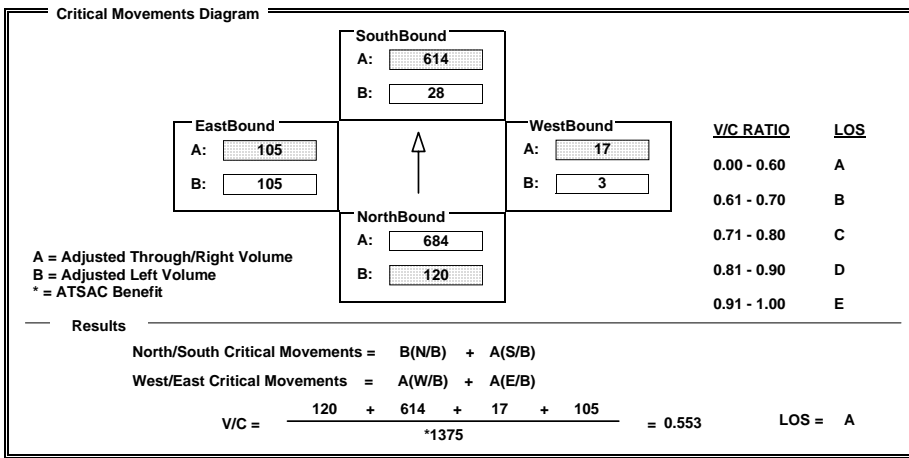 Critical Movements Diagram
SouthBound
A: 614
B: 28
EastBound
A: 105
B: 105
WestBound
A: 17
B: 3
NorthBound
A: 684
B: 120
V/C RATIO LOS
0.00 - 0.60 A
0.61 - 0.70 B
0.71 - 0.80 C
0.81 - 0.90 D
0.91 - 1.00 E
A = Adjusted Through/Right Volume
B = Adjusted Left Volume
* = ATSAC Benefit
Results
North/South Critical Movements = B(N/B) + A(S/B)
West/East Critical Movements = A(W/B) + A(E/B)
V/C = 120 + 614 + 17 + 105 = 0.553 LOS = A
*1375